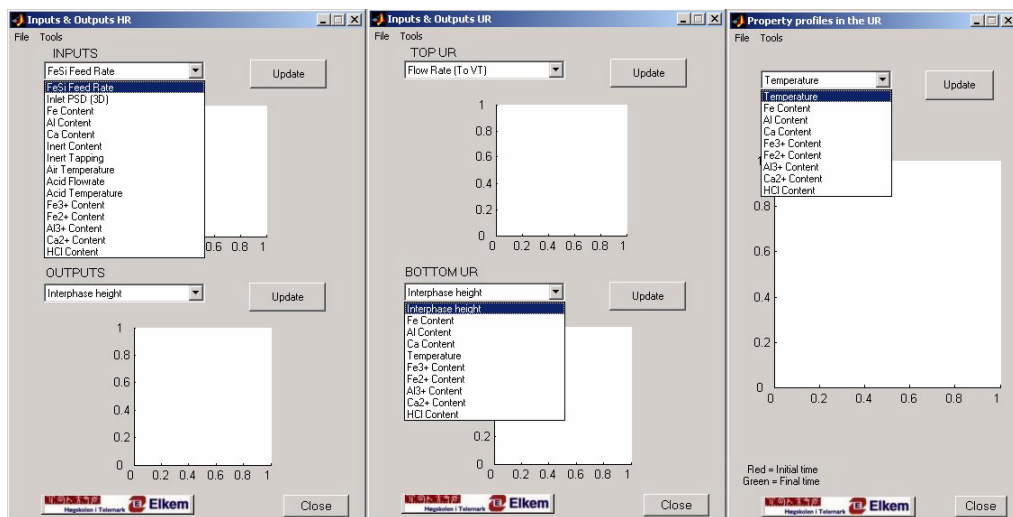 Inputs & Outputs HR
File Tools
INPUTS
FeSi Feed Rate
Update
FeSi Feed Rate
Inlet PSD (3D)
Fe Content
Al Content
Ca Content
Inert Content
Inert Tapping
Air Temperature
Acid Flowrate
Acid Temperature
Fe3+ Content
Fe2+ Content
Al3+ Content
Ca2+ Content
HCl Content
0.6 0.8 1
OUTPUTS
Interphase height
Update
1
0.8
0.6
0.4
0.2
0
0 0.2 0.4 0.6 0.8 1
Høgskolen i Telemark
Elkem
Close
Inputs & Outputs UR
File Tools
TOP UR
Flow Rate (To VT)
Update
1
0.8
0.6
0.4
0.2
0
0 0.2 0.4 0.6 0.8 1
BOTTOM UR
Interphase height
Update
Interphase height
Fe Content
Al Content
Ca Content
Temperature
Fe3+ Content
Fe2+ Content
Al3+ Content
Ca2+ Content
HCl Content
0.2
0
0 0.2 0.4 0.6 0.8 1
Høgskolen i Telemark
Elkem
Close
Property profiles in the UR
File Tools
Temperature
Update
Temperature
Fe Content
Al Content
Ca Content
Fe3+ Content
Fe2+ Content
Al3+ Content
Ca2+ Content
HCl Content
1
0.8
0.6
0.4
0.2
0
0 0.2 0.4 0.6 0.8 1
Red = Initial time
Green = Final time
Høgskolen i Telemark
Elkem
Close